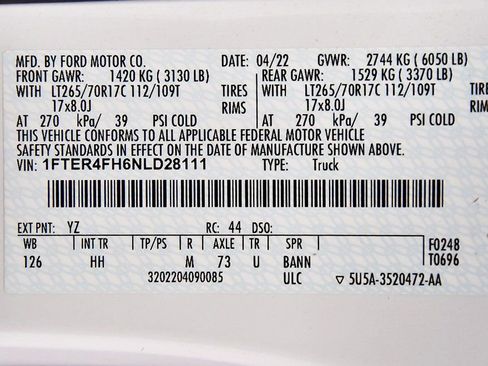 MFD. BY FORD MOTOR CO. DATE: 04/22 GVWR: 2744 KG (6050 LB)
FRONT GAWR: 1420 KG (3130 LB) REAR GAWR: 1529 KG (3370 LB)
WITH LT265/70R17C 112/109T TIRES WITH LT265/70R17C 112/109T TIRES
17x8.0J RIMS 17x8.0J RIMS
AT 270 kPa/ 39 PSI COLD AT 270 kPa/ 39 PSI COLD
THIS VEHICLE CONFORMS TO ALL APPLICABLE FEDERAL MOTOR VEHICLE
SAFETY STANDARDS IN EFFECT ON THE DATE OF MANUFACTURE SHOWN ABOVE.
VIN: 1FTER4FH6NLD28111 TYPE: Truck
EXT PNT: YZ RC: 44 DSO:
WB INT TR TP/PS R AXLE TR SPR F0248
126 HH M 73 U BANN T0696
3202204090085 ULC ▽ 5U5A-3520472-AA